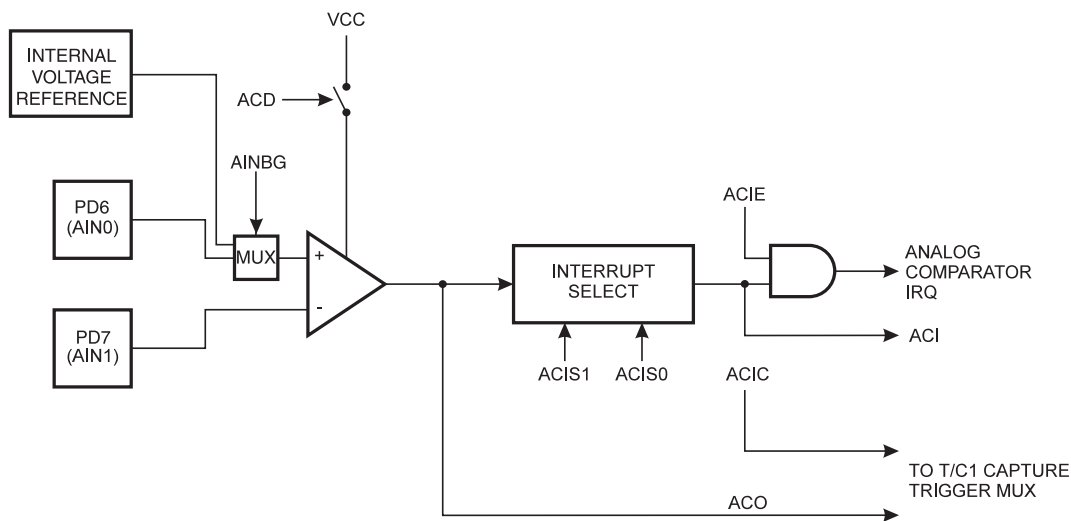 VCC
INTERNAL
VOLTAGE
REFERENCE
ACD
AINBG
PD6
(AIN0)
MUX
+
-
PD7
(AIN1)
INTERRUPT
SELECT
ACIS1
ACIS0
ACIE
ANALOG
COMPARATOR
IRQ
ACI
ACIC
TO T/C1 CAPTURE
TRIGGER MUX
ACO